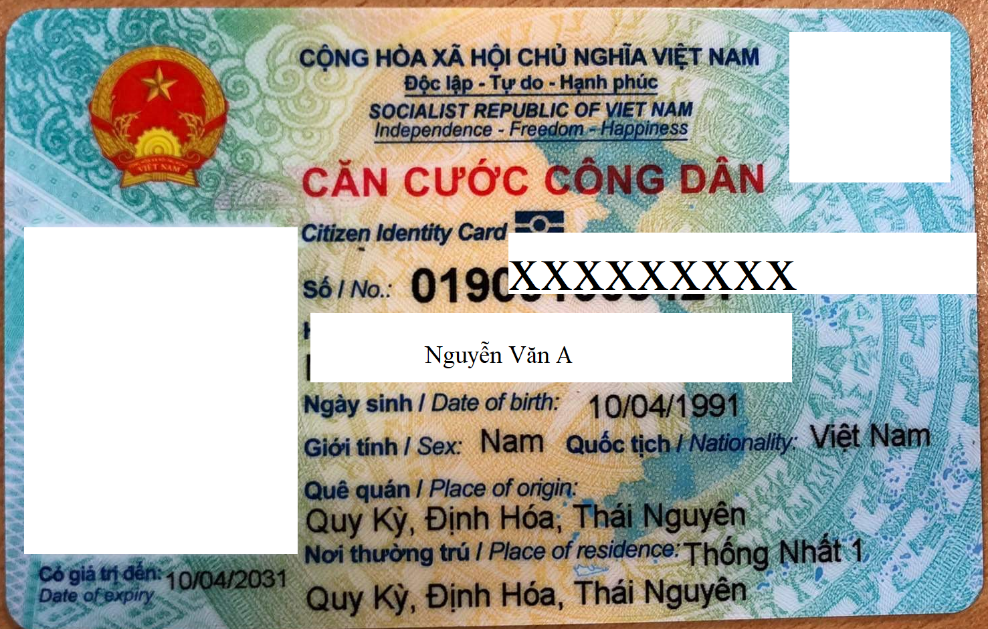 CỘNG HÒA XÃ HỘI CHỦ NGHĨA VIỆT NAM
Độc lập - Tự do - Hạnh phúc
SOCIALIST REPUBLIC OF VIET NAM
Independence - Freedom - Happiness
CĂN CƯỚC CÔNG DÂN
Citizen Identity Card
Số / No.: 0190 XXXXXXXXX
Nguyễn Văn A
Ngày sinh / Date of birth: 10/04/1991
Giới tính / Sex: Nam Quốc tịch / Nationality: Việt Nam
Quê quán / Place of origin:
Quy Kỳ, Định Hóa, Thái Nguyên
Nơi thường trú / Place of residence: Thống Nhất 1
Quy Kỳ, Định Hóa, Thái Nguyên
Có giá trị đến: 10/04/2031
Date of expiry
VIỆT NAM